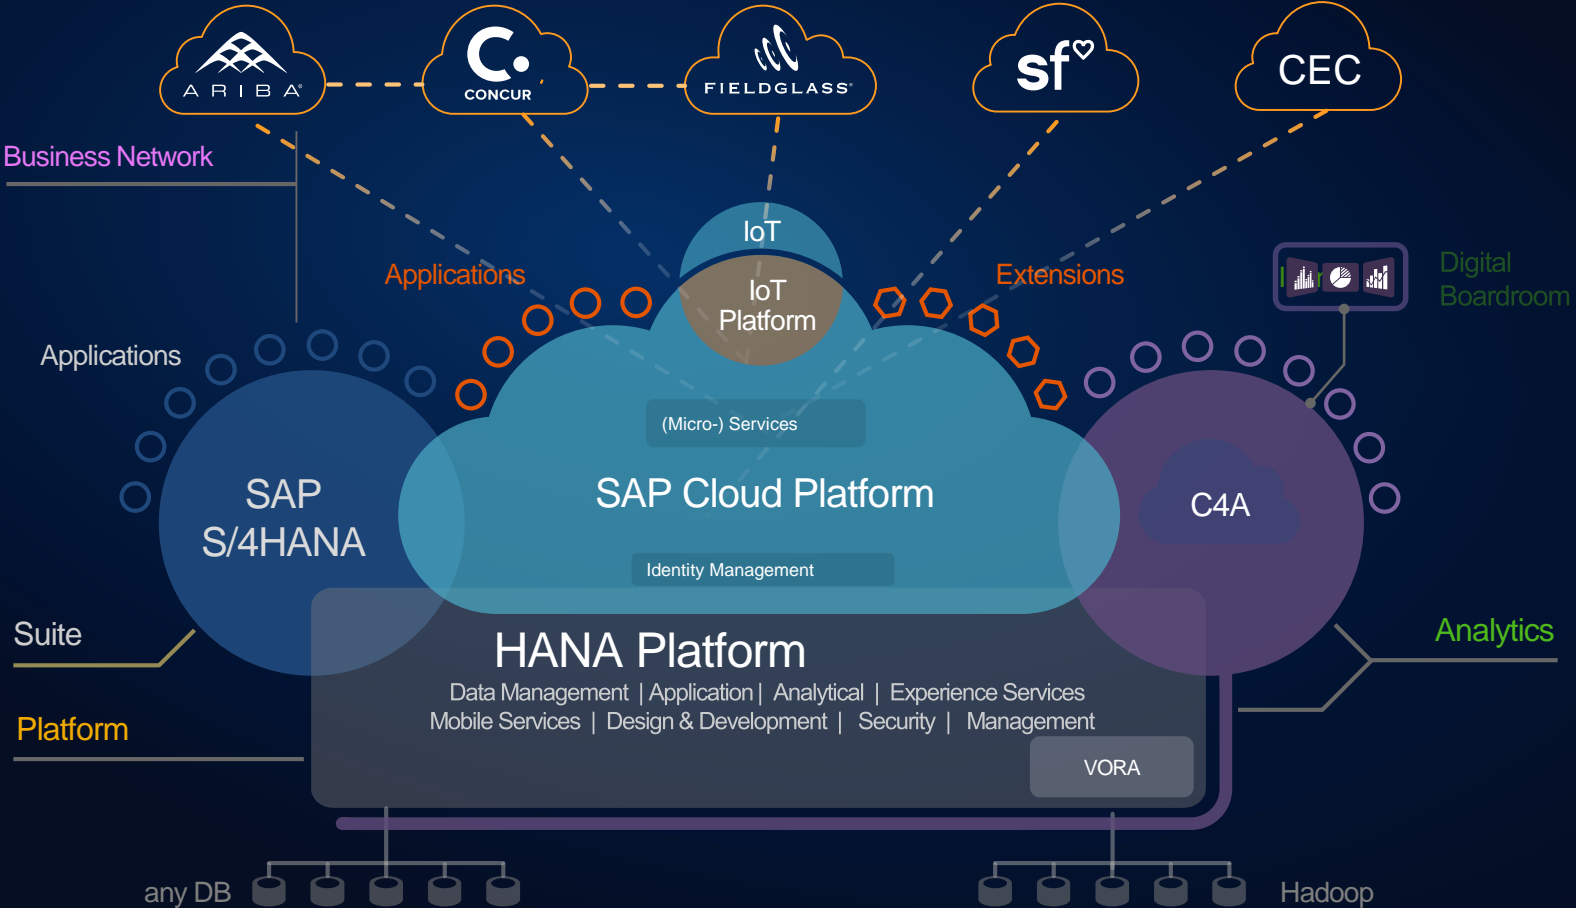 ARIBA
CONCUR
FIELDGLASS
sf
CEC
Business Network
IoT
Applications
Extensions
IoT
Platform
Digital
Boardroom
Applications
(Micro-) Services
SAP
S/4HANA
SAP Cloud Platform
C4A
Identity Management
Suite
HANA Platform
Analytics
Data Management | Application | Analytical | Experience Services
Mobile Services | Design & Development | Security | Management
Platform
VORA
any DB
Hadoop